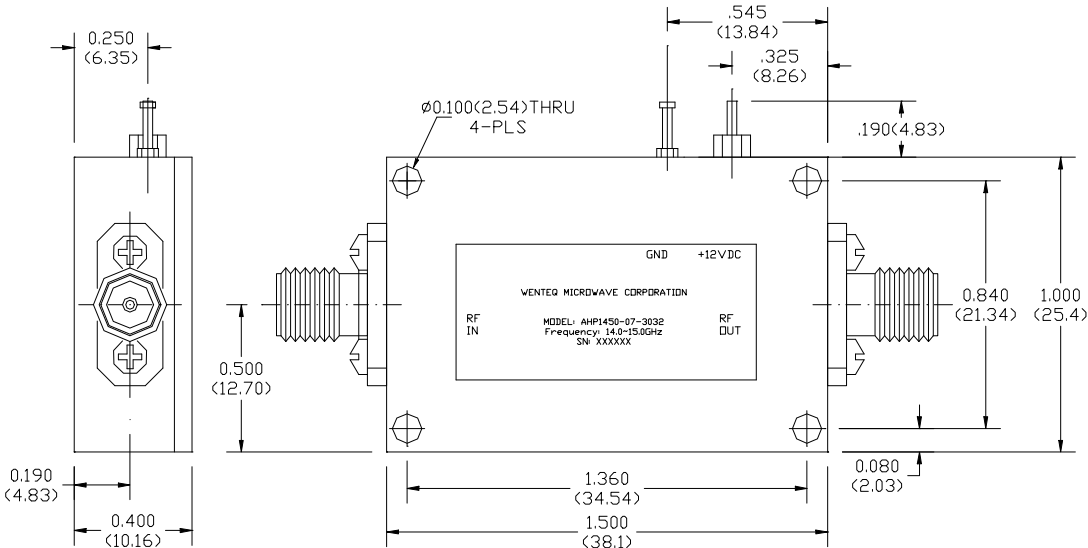 0.250
(6.35)
.545
(13.84)
.325
(8.26)
Ø0.100(2.54)THRU
4-PLS
.190(4.83)
GND +12VDC
WENTEQ MICROWAVE CORPORATION
RF
IN
MODEL: AHP1450-07-3032
Frequency: 14.0~15.0GHz
SN: XXXXXX
RF
OUT
0.840
(21.34)
1.000
(25.4)
0.500
(12.70)
0.190
(4.83)
0.400
(10.16)
1.360
(34.54)
1.500
(38.1)
0.080
(2.03)